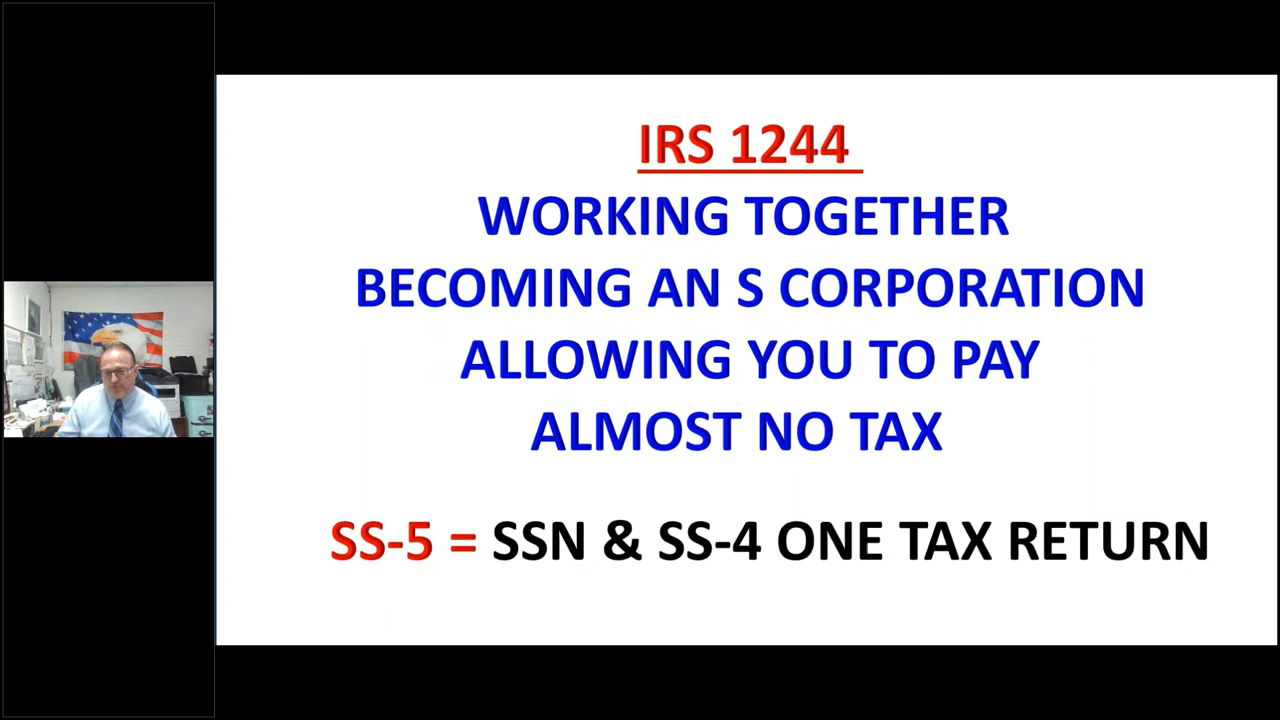 IRS 1244
WORKING TOGETHER
BECOMING AN S CORPORATION
ALLOWING YOU TO PAY
ALMOST NO TAX
SS-5 = SSN & SS-4 ONE TAX RETURN